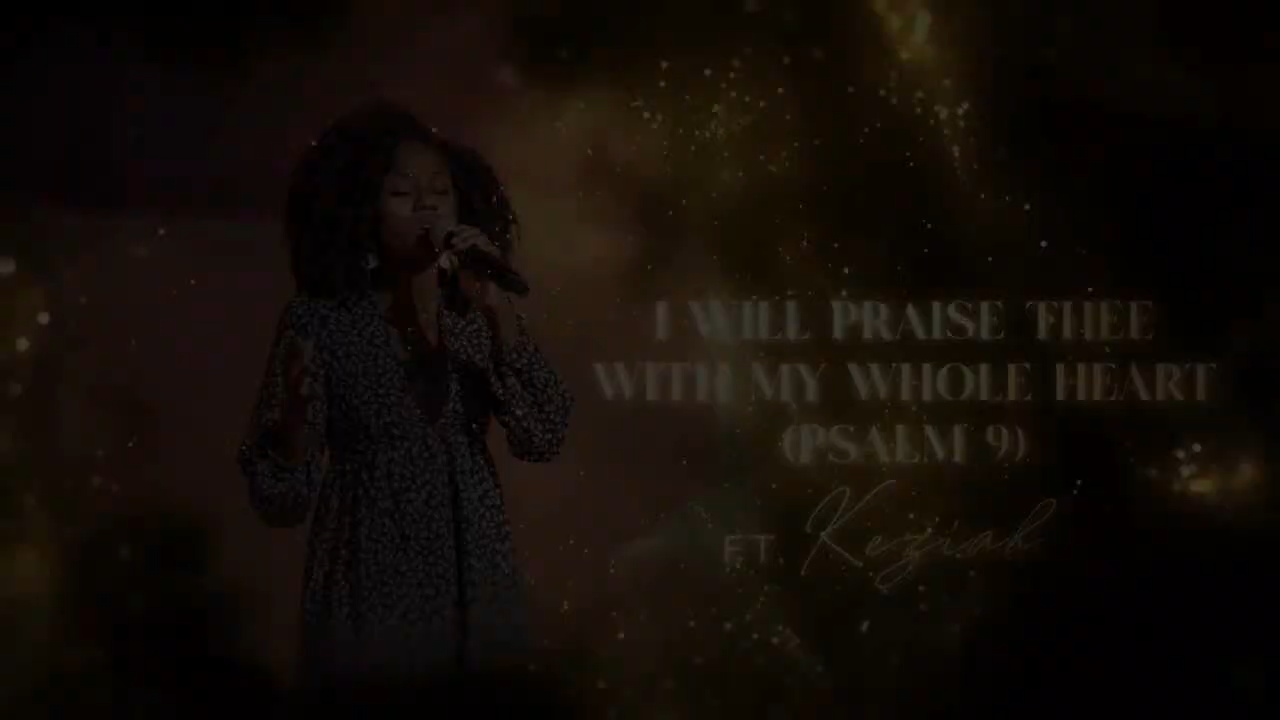 I WILL PRAISE THEE
WITH MY WHOLE HEART
(PSALM 9)
FT. Keziah